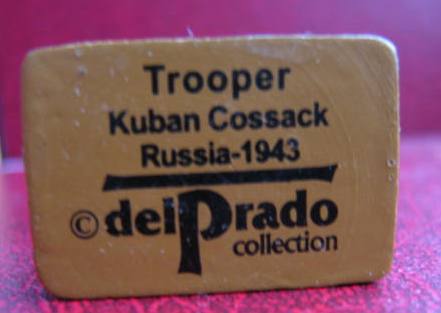 Trooper
Kuban Cossack
Russia-1943
© delPrado
collection